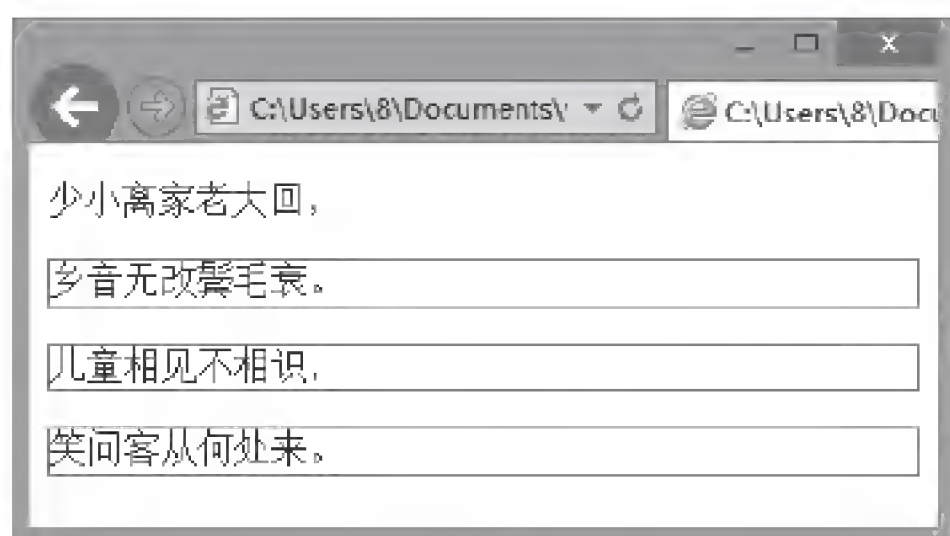 C:\Users\8\Documents\
C:\Users\8\Docu
少小离家老大回，
乡音无改鬓毛衰。
儿童相见不相识，
笑问客从何处来。